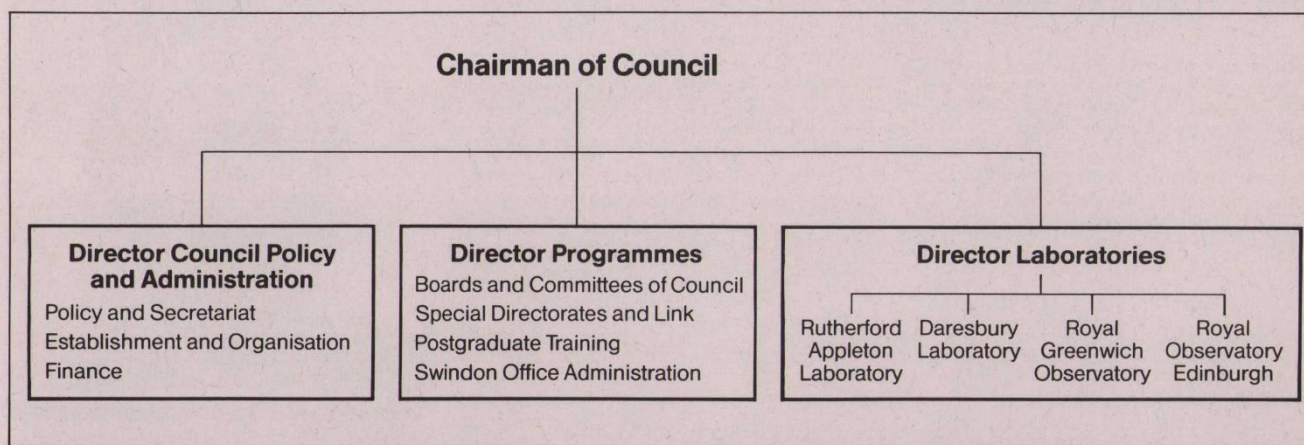 Chairman of Council
Director Council Policy
and Administration
Policy and Secretariat
Establishment and Organisation
Finance
Director Programmes
Boards and Committees of Council
Special Directorates and Link
Postgraduate Training
Swindon Office Administration
Director Laboratories
Rutherford
Appleton
Laboratory
Daresbury
Laboratory
Royal
Greenwich
Observatory
Royal
Observatory
Edinburgh